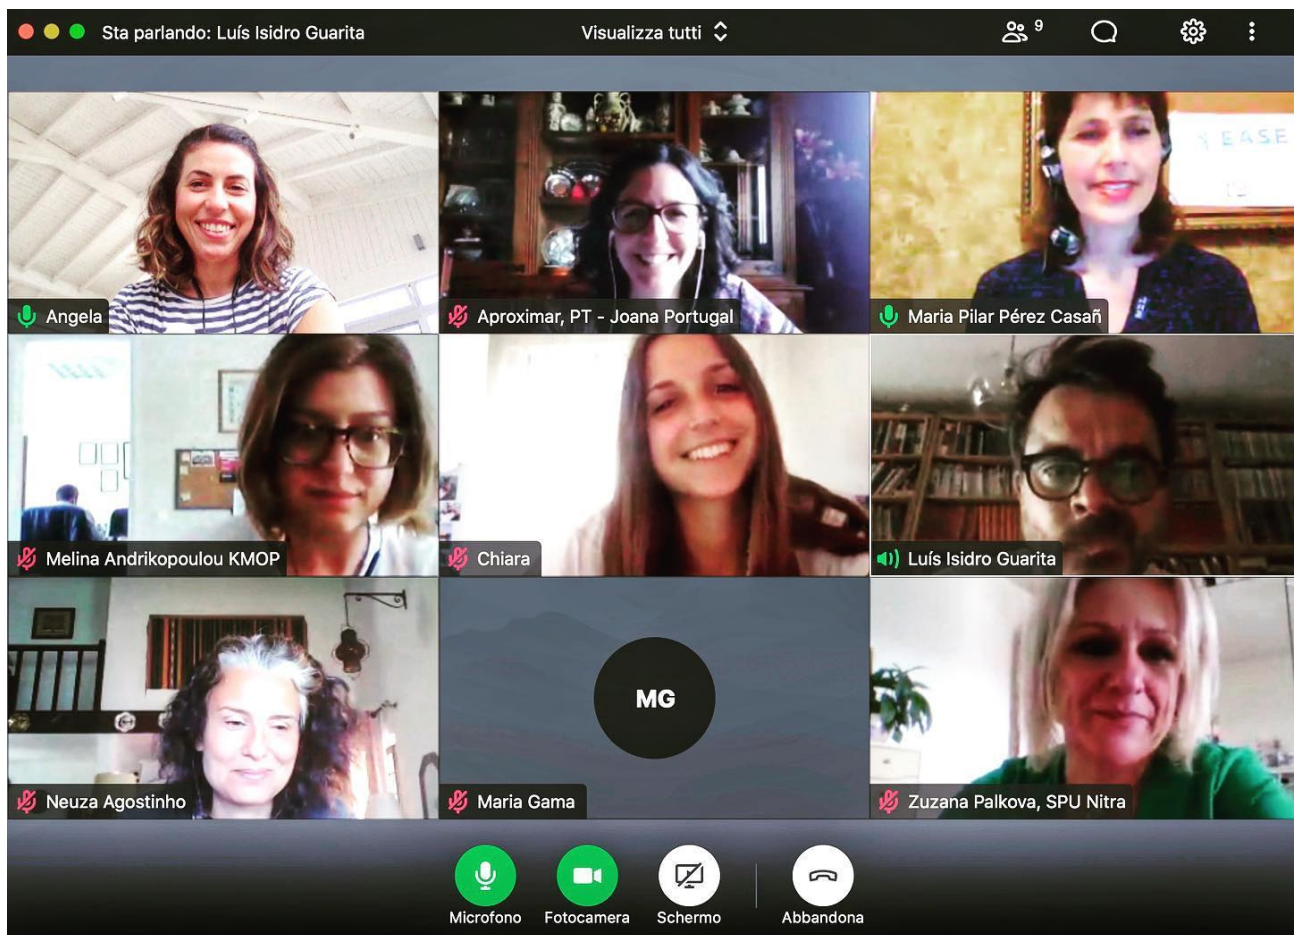 Sta parlando: Luís Isidro Guarita
Visualizza tutti
9
EASE
Angela
Aproximar, PT - Joana Portugal
Maria Pilar Pérez Casañ
Melina Andrikopoulou KMOP
Chiara
Luís Isidro Guarita
MG
Neuza Agostinho
Maria Gama
Zuzana Palkova, SPU Nitra
Microfono
Fotocamera
Schermo
Abbandona